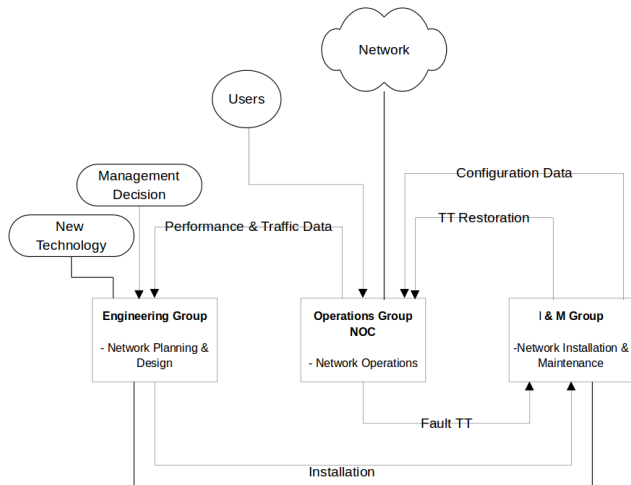 Network
Users
Management
Decision
Configuration Data
New
Technology
Performance & Traffic Data
TT Restoration
Engineering Group
- Network Planning &
Design
Operations Group
NOC
- Network Operations
I & M Group
-Network Installation &
Maintenance
Fault TT
Installation